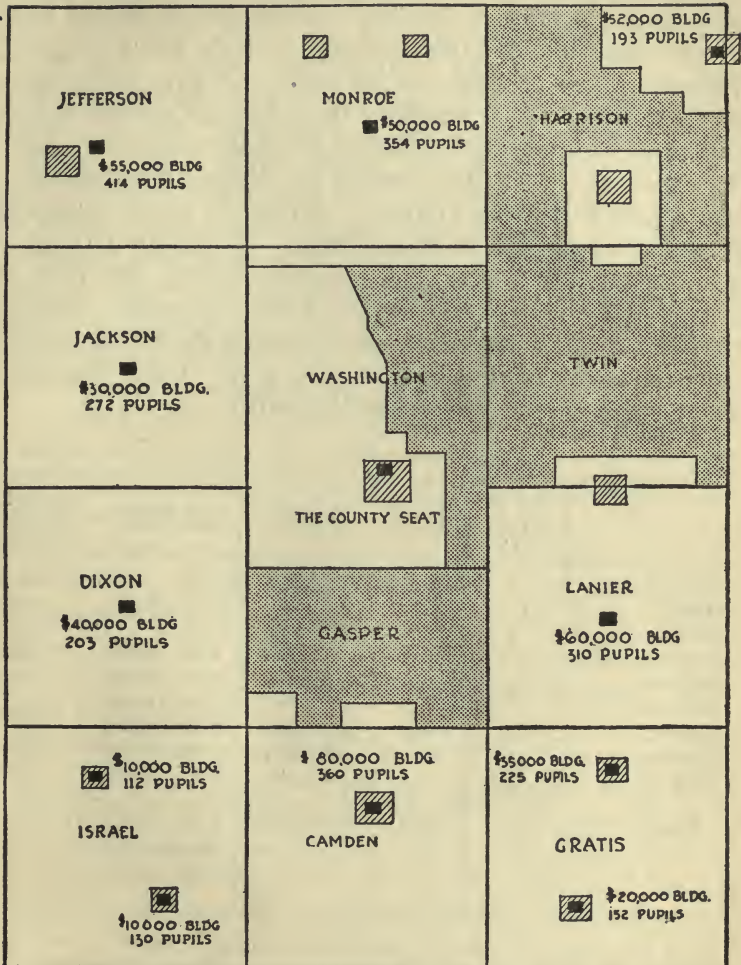 $52,000 BLDG
193 PUPILS
JEFFERSON
MONROE
HARRISON
$50,000 BLDG
354 PUPILS
$55,000 BLDG
414 PUPILS
JACKSON
$30,000 BLDG.
272 PUPILS
WASHINGTON
TWIN
THE COUNTY SEAT
DIXON
$40,000 BLDG
203 PUPILS
GASPER
LANIER
$60,000 BLDG
310 PUPILS
$10,000 BLDG.
112 PUPILS
ISRAEL
$10000 BLDG
130 PUPILS
$80,000 BLDG.
360 PUPILS
CAMDEN
$35000 BLDG.
225 PUPILS
GRATIS
$20,000 BLDG.
152 PUPILS